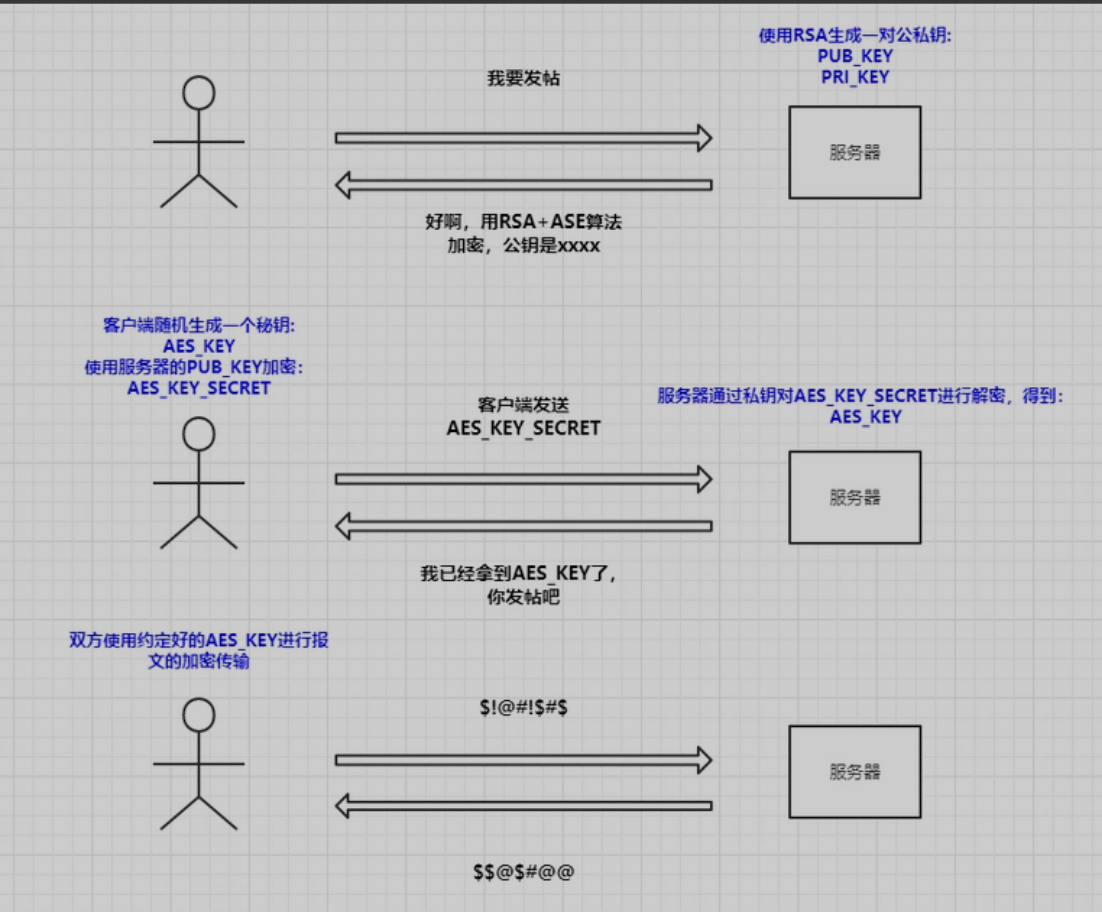 使用RSA生成一对公私钥:
PUB_KEY
PRI_KEY
我要发帖
服务器
好啊，用RSA+ASE算法
加密，公钥是xxxx
客户端随机生成一个秘钥:
AES_KEY
使用服务器的PUB_KEY加密:
AES_KEY_SECRET
客户端发送
AES_KEY_SECRET
服务器通过私钥对AES_KEY_SECRET进行解密，得到:
AES_KEY
服务器
我已经拿到AES_KEY了，
你发帖吧
双方使用约定好的AES_KEY进行报
文的加密传输
$!@#!$#$
服务器
$$@$#@@